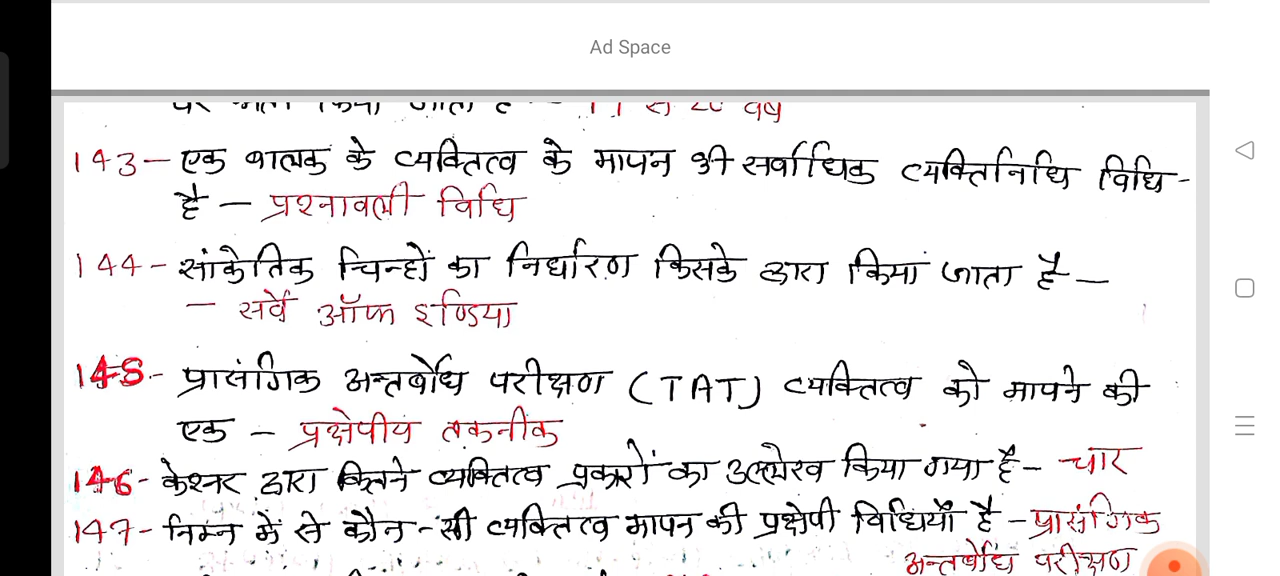 Ad Space
143- एक बालक के व्यक्तित्व के मापन की सर्वाधिक व्यक्तिनिधि विधि-
है - प्रश्नावली विधि
144- सांकेतिक चिन्हों का निर्धारण किसके द्वारा किया जाता है -
- सर्वे ऑफ इण्डिया
145- प्रासंगिक अन्तर्बोध परीक्षण (TAT) व्यक्तित्व को मापने की
एक - प्रक्षेपीय तकनीक
146- केश्नर द्वारा कितने व्यक्तित्व प्रकारों का उल्लेख किया गया है- चार
147- निम्न में से कौन-सी व्यक्तित्व मापन की प्रक्षेपी विधियाँ है - प्रासंगिक
अन्तर्बोध परीक्षण